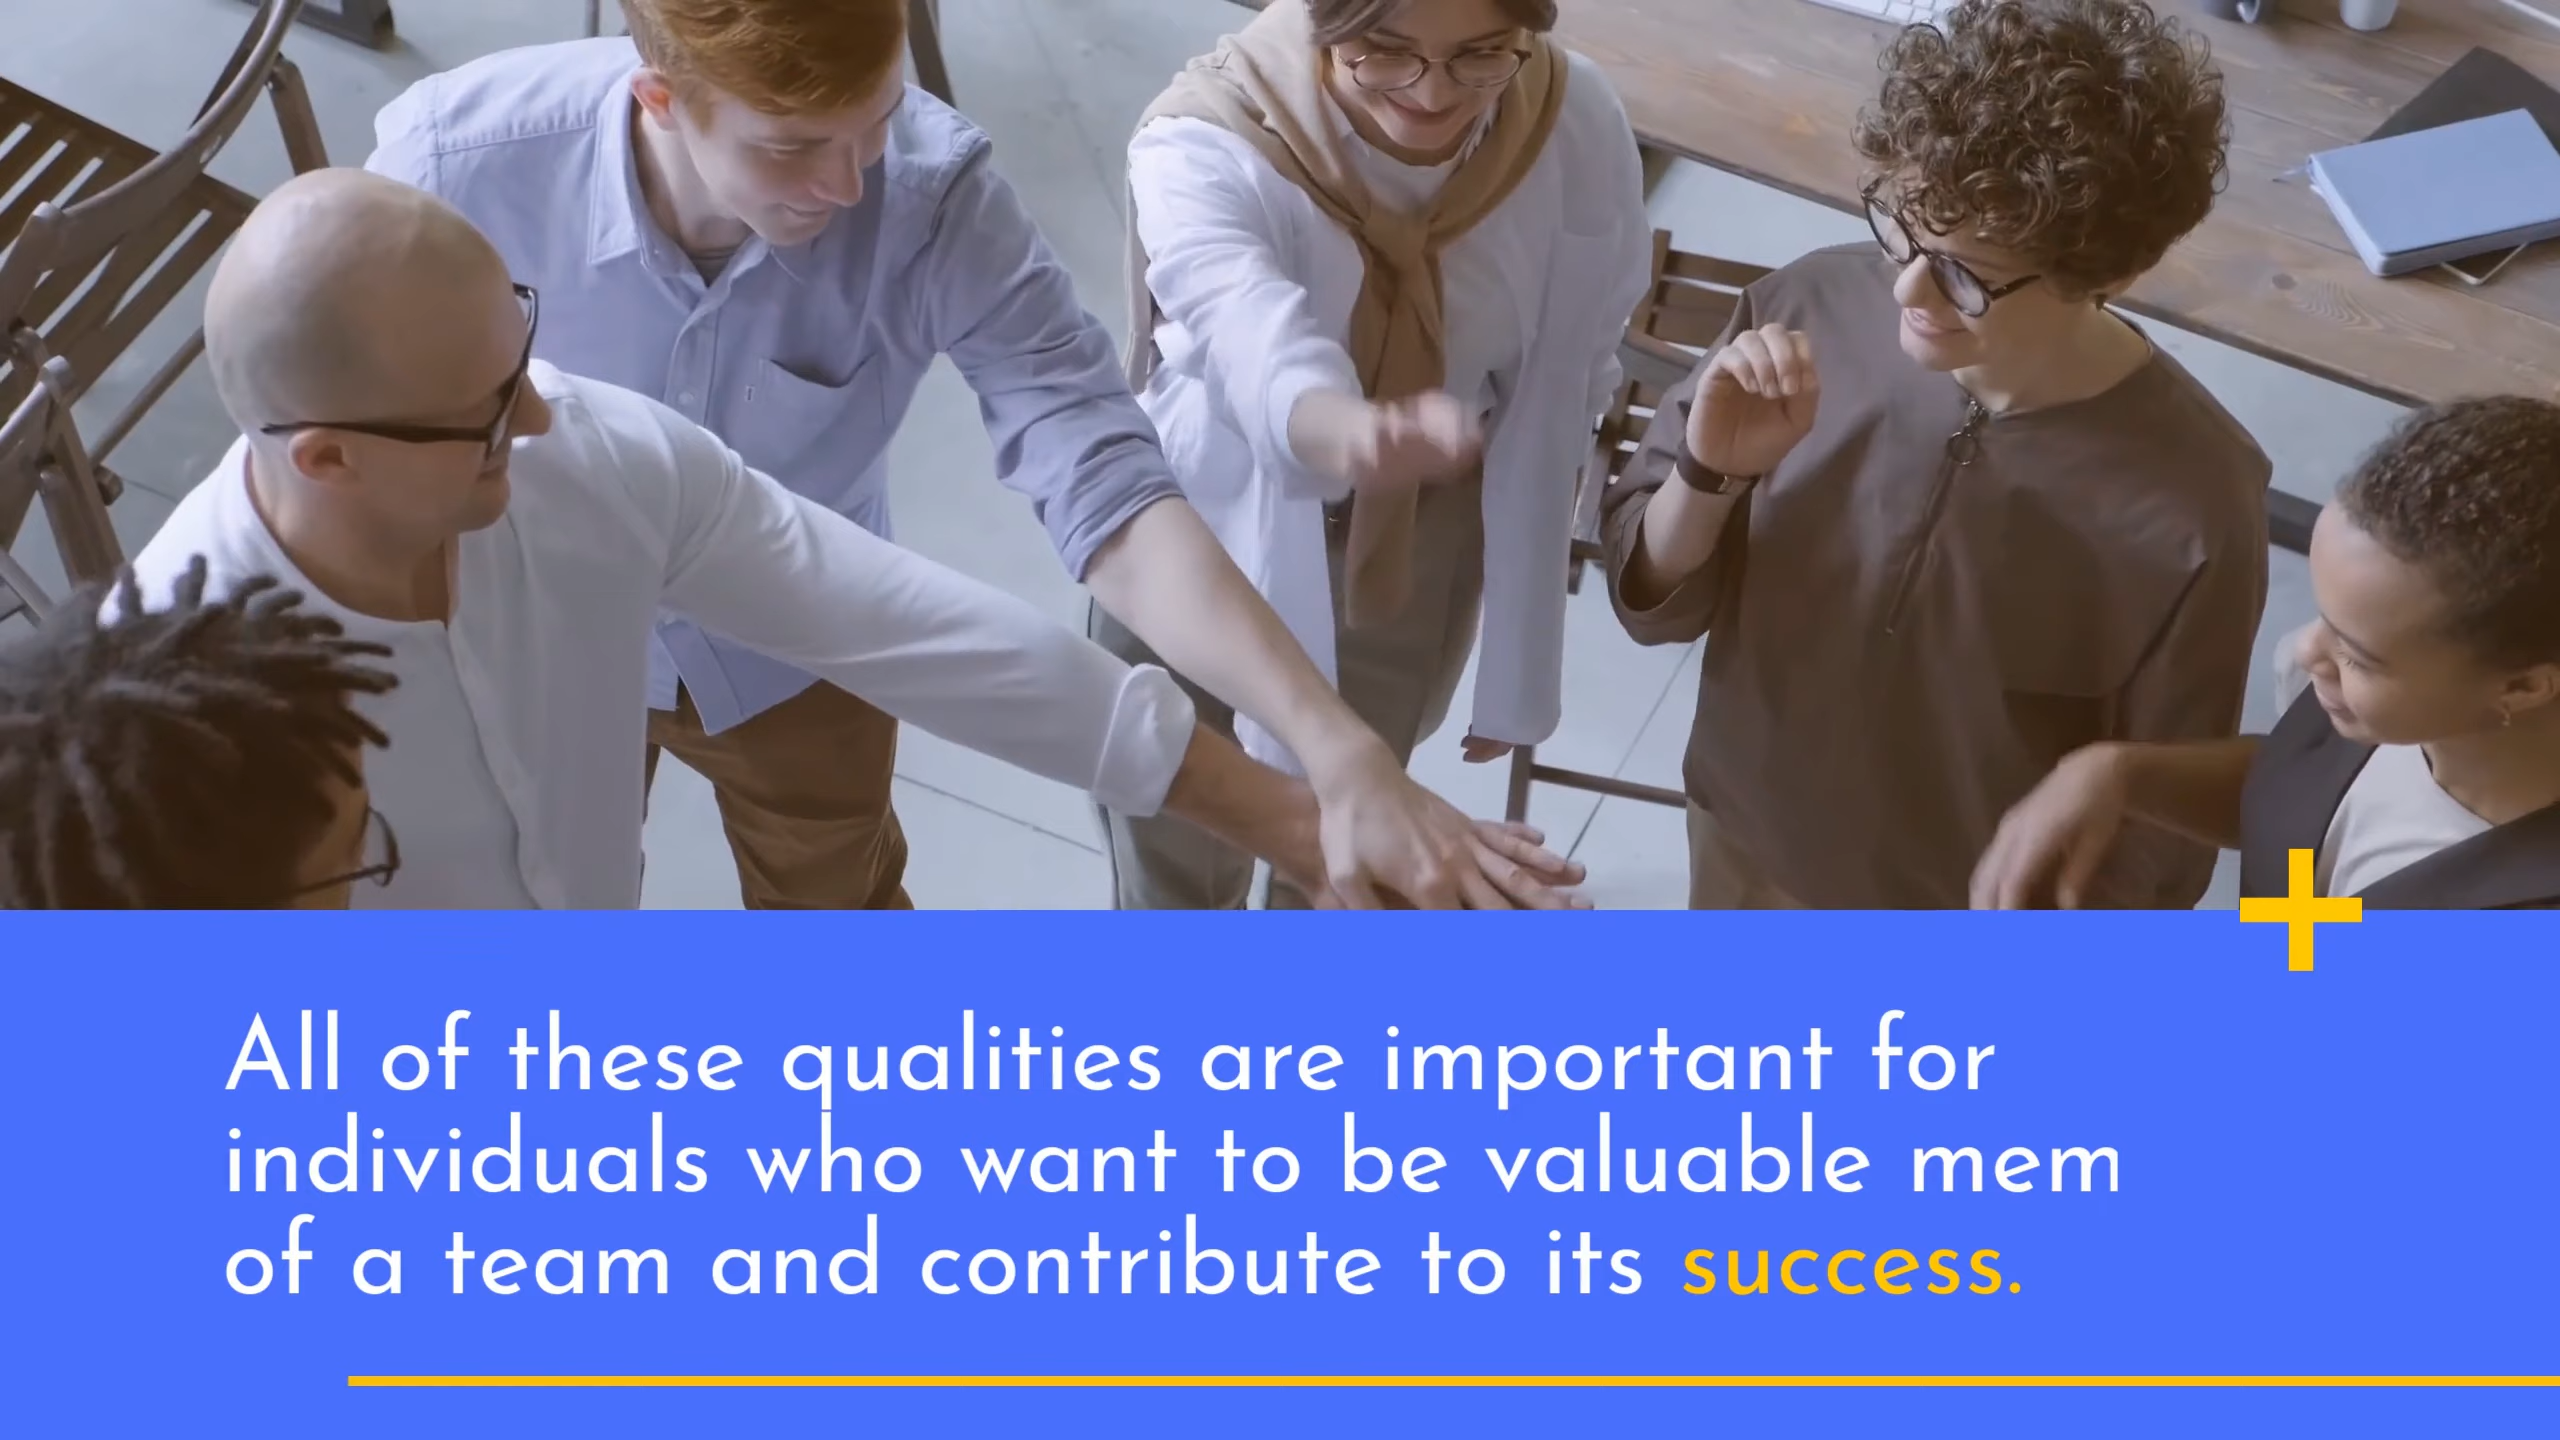 All of these qualities are important for
individuals who want to be valuable mem
of a team and contribute to its success.